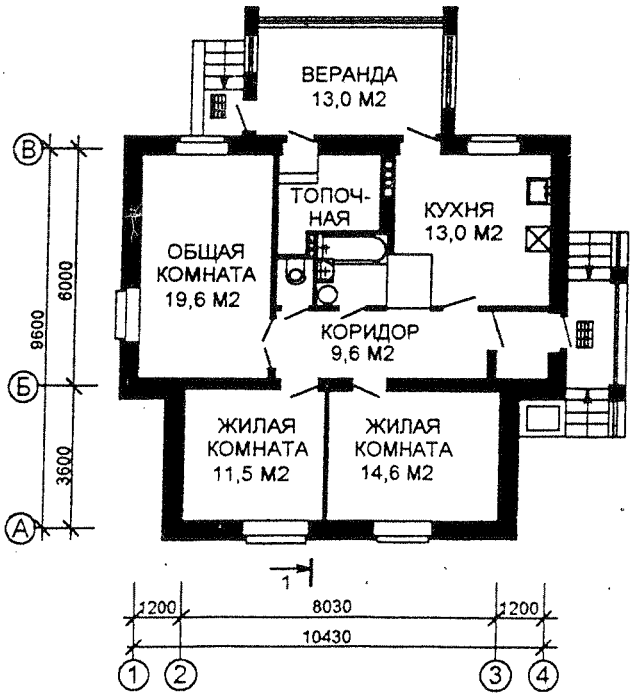 ВЕРАНДА
13,0 М2
В
ТОПОЧ-
НАЯ
КУХНЯ
13,0 М2
ОБЩАЯ
КОМНАТА
19,6 М2
6000
9600
КОРИДОР
9,6 М2
Б
ЖИЛАЯ
КОМНАТА
11,5 М2
ЖИЛАЯ
КОМНАТА
14,6 М2
3600
А
1
1200
8030
1200
10430
1
2
3
4